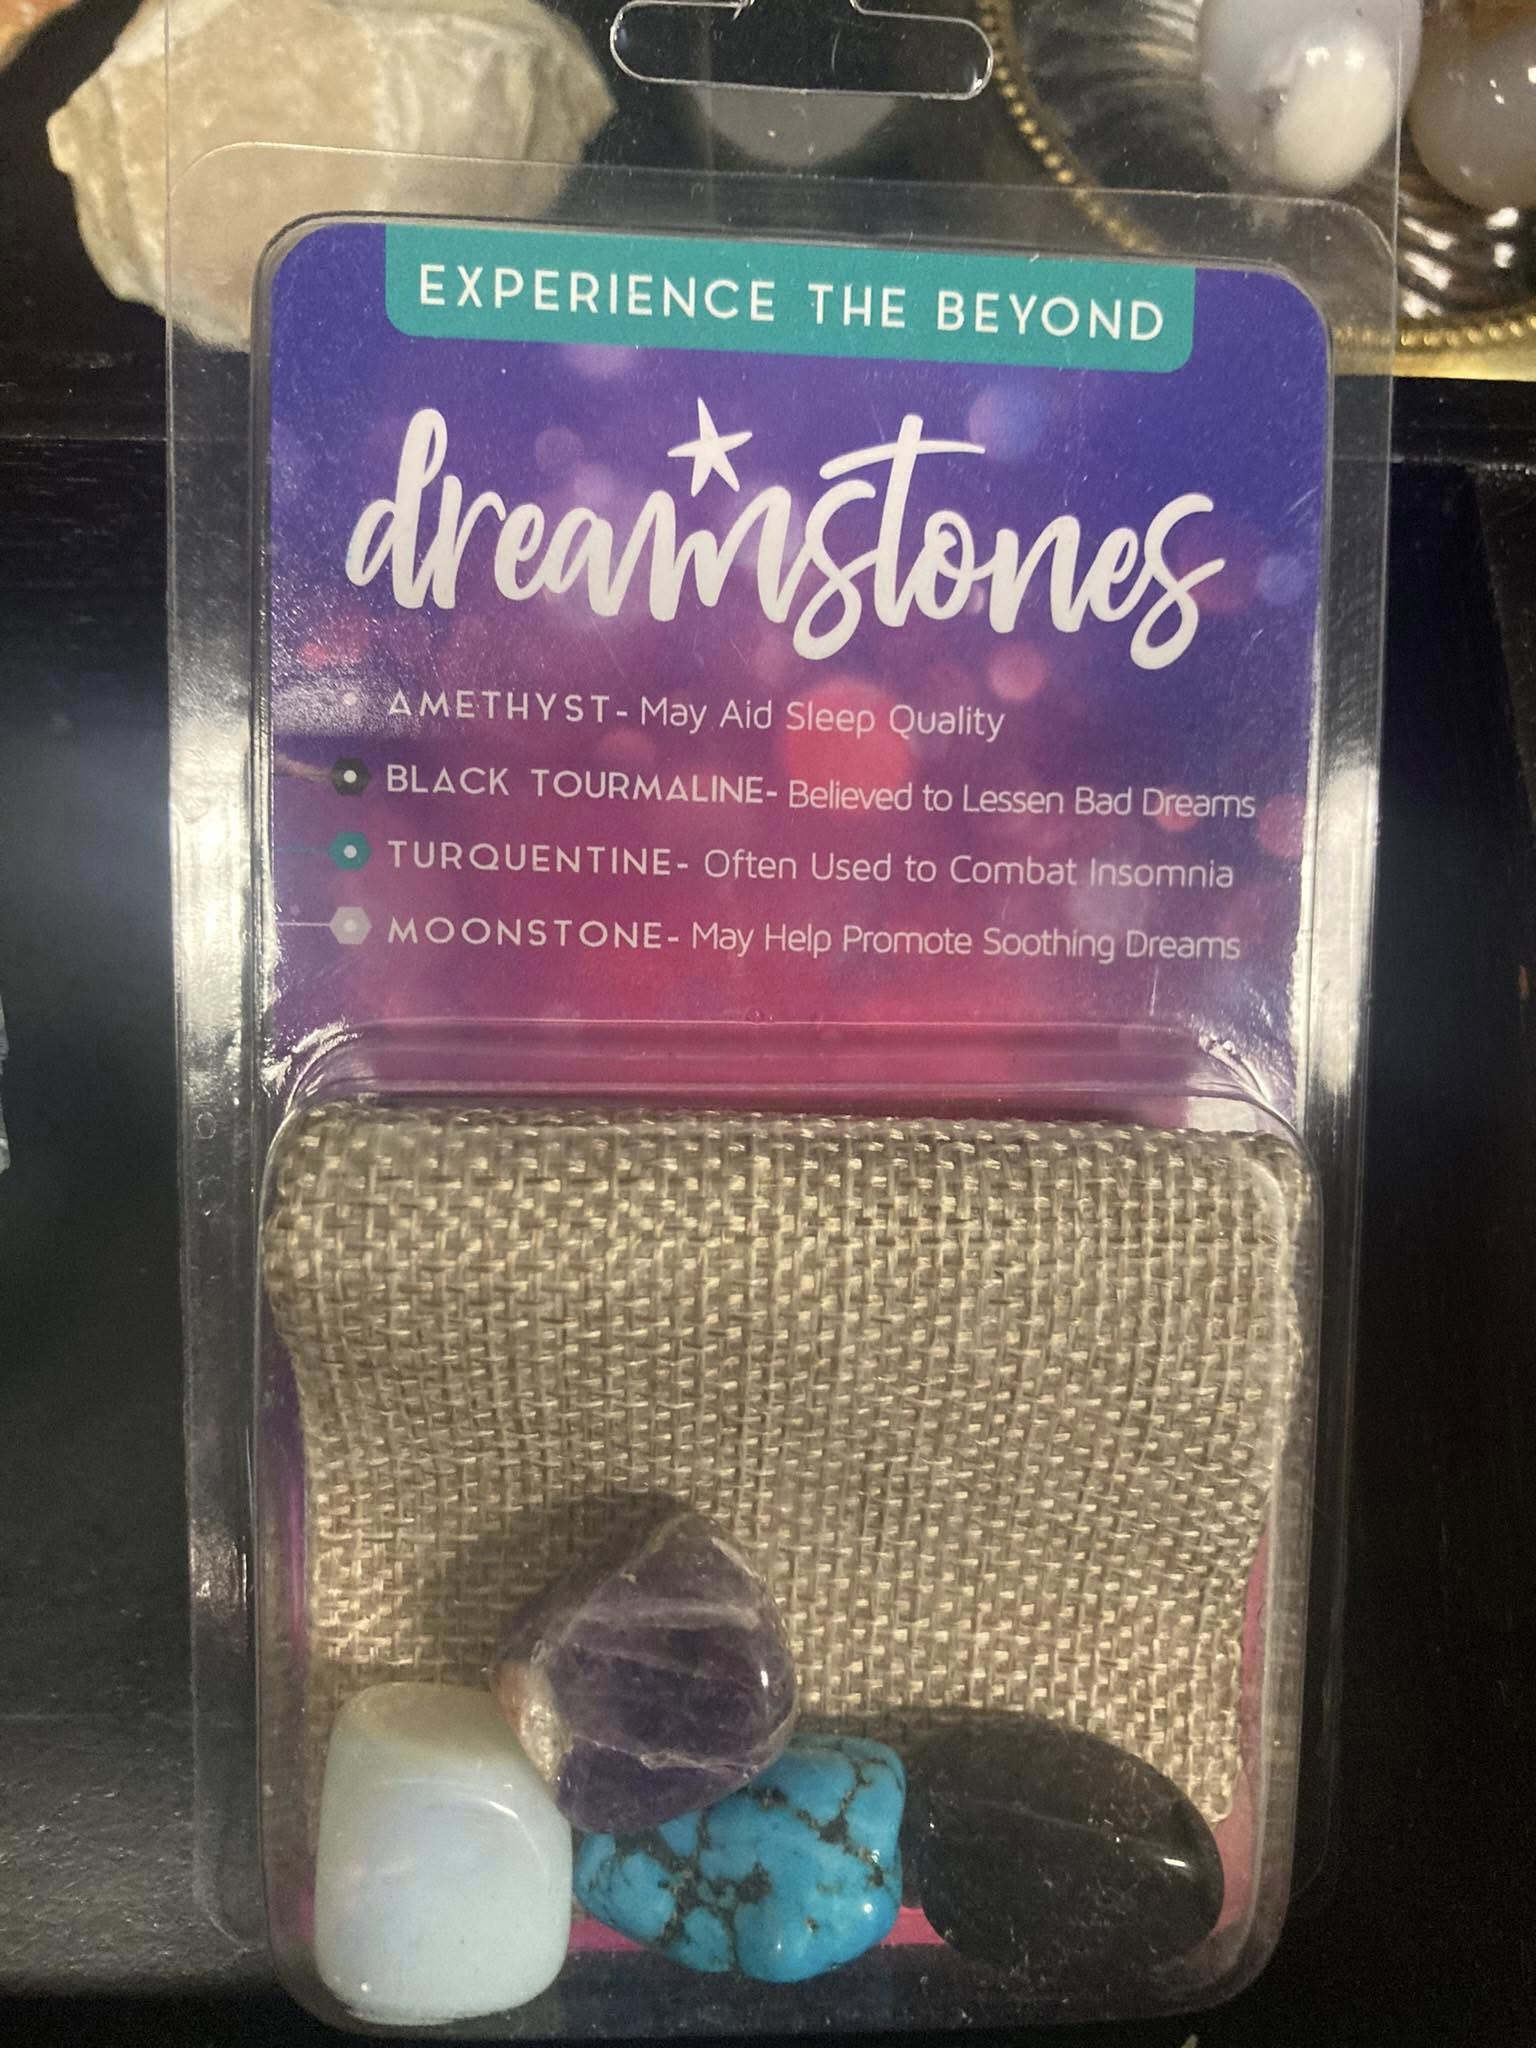 EXPERIENCE THE BEYOND
dreamstones
AMETHYST- May Aid Sleep Quality
BLACK TOURMALINE- Believed to Lessen Bad Dreams
TURQUENTINE- Often Used to Combat Insomnia
MOONSTONE- May Help Promote Soothing Dreams